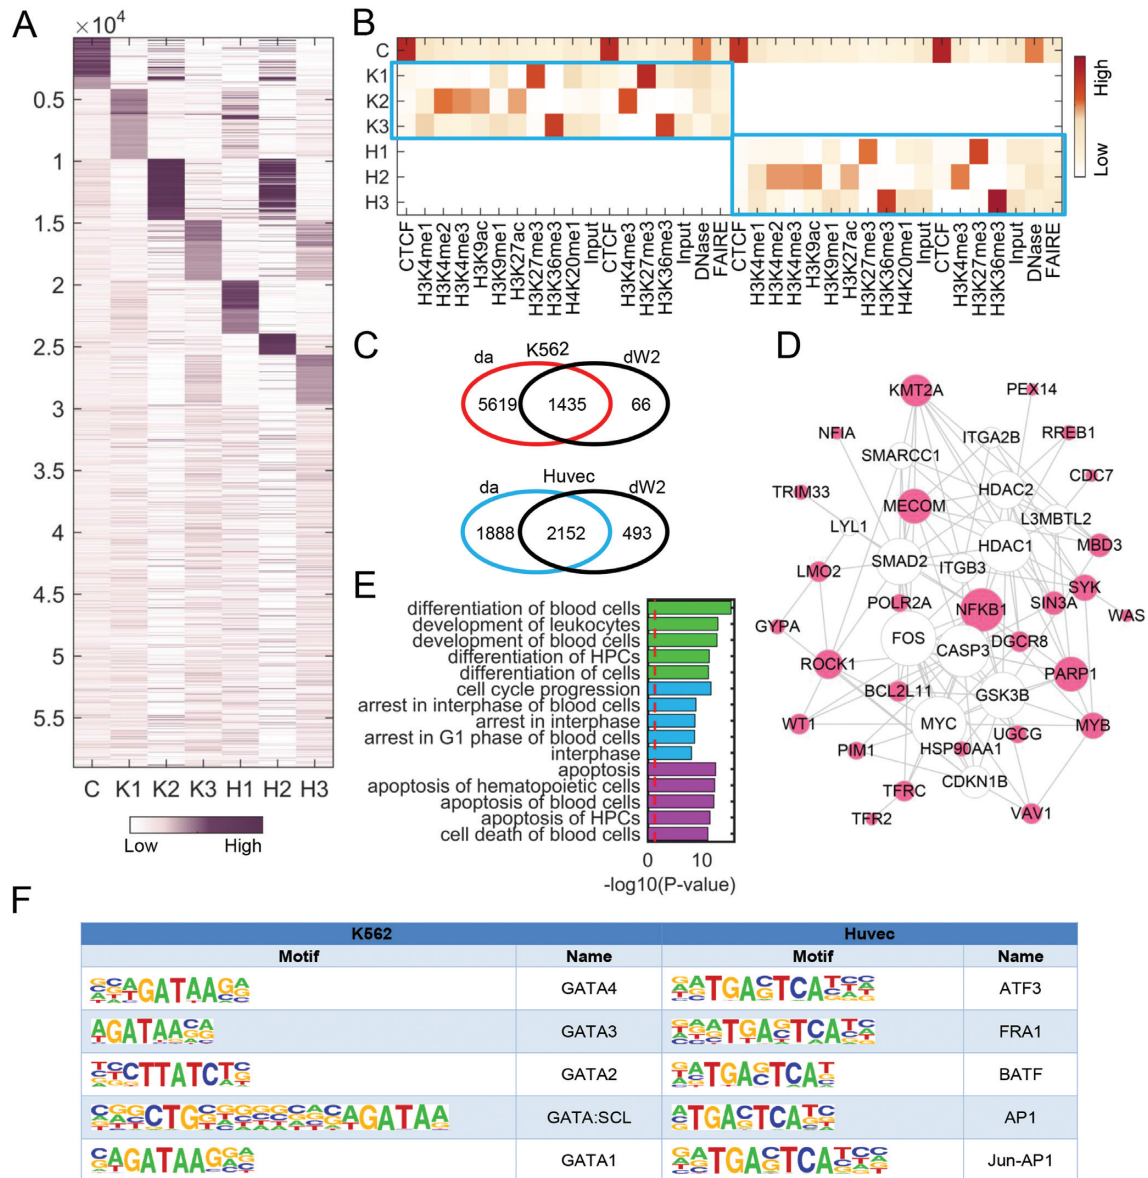 A
×10⁴
0.5
1
1.5
2
2.5
3
3.5
4
4.5
5
5.5
C K1 K2 K3 H1 H2 H3
Low High
B
C
K1
K2
K3
H1
H2
H3
CTCF
H3K4me1
H3K4me2
H3K4me3
H3K9ac
H3K9me1
H3K27ac
H3K27me3
H3K36me3
H4K20me1
Input
CTCF
H3K4me3
H3K27me3
H3K36me3
Input
DNase
FAIRE
CTCF
H3K4me1
H3K4me2
H3K4me3
H3K9ac
H3K9me1
H3K27ac
H3K27me3
H3K36me3
H4K20me1
Input
CTCF
H3K4me3
H3K27me3
H3K36me3
Input
DNase
FAIRE
High
Low
C
K562
da dW2
5619 1435 66
Huvec
da dW2
1888 2152 493
D
KMT2A
PEX14
NFIA
ITGA2B
RREB1
SMARCC1
CDC7
HDAC2
TRIM33
MECOM
L3MBTL2
LYL1
HDAC1
MBD3
SMAD2
ITGB3
LMO2
SYK
POLR2A
NFKB1
SIN3A
WAS
GYPA
FOS
DGCR8
CASP3
ROCK1
PARP1
BCL2L11
GSK3B
WT1
MYC
UGCG
MYB
PIM1
HSP90AA1
CDKN1B
TFRC
VAV1
TFR2
E
differentiation of blood cells
development of leukocytes
development of blood cells
differentiation of HPCs
differentiation of cells
cell cycle progression
arrest in interphase of blood cells
arrest in interphase
arrest in G1 phase of blood cells
interphase
apoptosis
apoptosis of hematopoietic cells
apoptosis of blood cells
apoptosis of HPCs
cell death of blood cells
0 10
-log10(P-value)
F
K562 Huvec
Motif Name Motif Name
GATA4 ATF3
GATA3 FRA1
GATA2 BATF
GATA:SCL AP1
GATA1 Jun-AP1